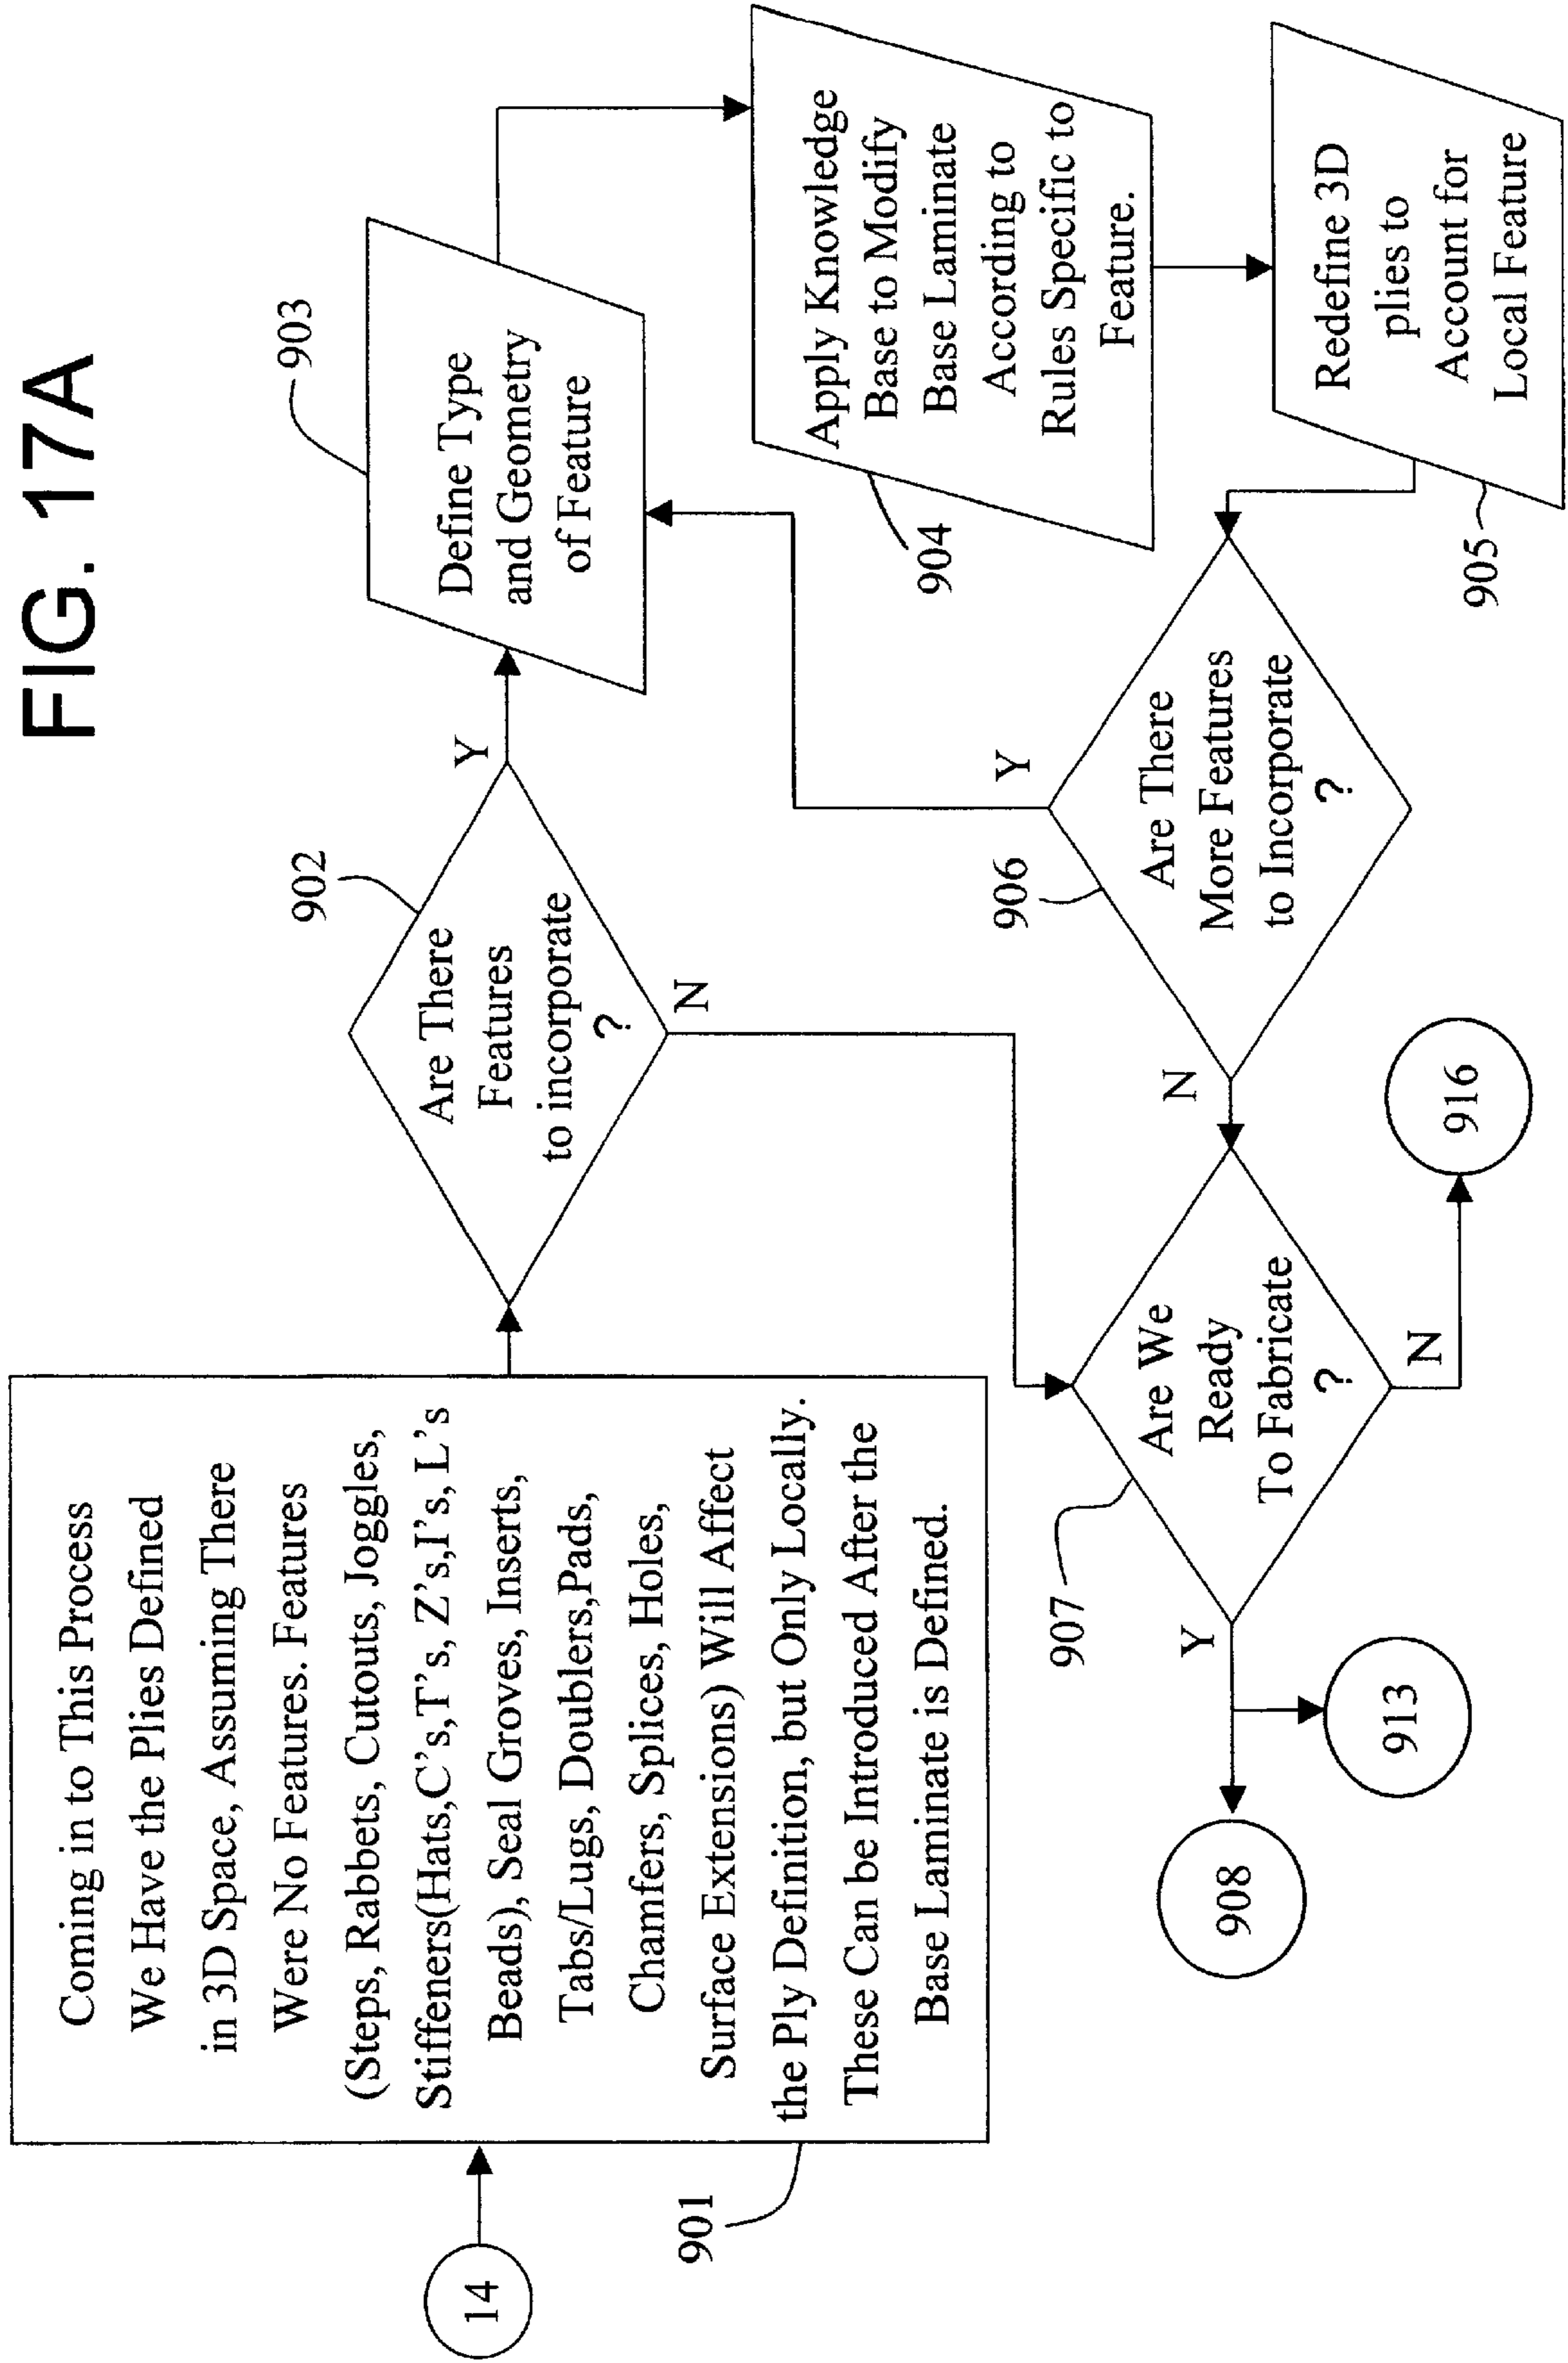 FIG. 17A
14
901
Coming in to This Process
We Have the Plies Defined
in 3D Space, Assuming There
Were No Features. Features
(Steps, Rabbets, Cutouts, Joggles,
Stiffeners(Hats,C's,T's, Z's,I's, L's
Beads), Seal Groves, Inserts,
Tabs/Lugs, Doublers,Pads,
Chamfers, Splices, Holes,
Surface Extensions) Will Affect
the Ply Definition, but Only Locally.
These Can be Introduced After the
Base Laminate is Defined.
902
Are There
Features
to incorporate
?
Y
N
903
Define Type
and Geometry
of Feature
904
Apply Knowledge
Base to Modify
Base Laminate
According to
Rules Specific to
Feature.
905
Redefine 3D
plies to
Account for
Local Feature
906
Are There
More Features
to Incorporate
?
Y
N
907
Are We
Ready
To Fabricate
?
Y
N
908
913
916